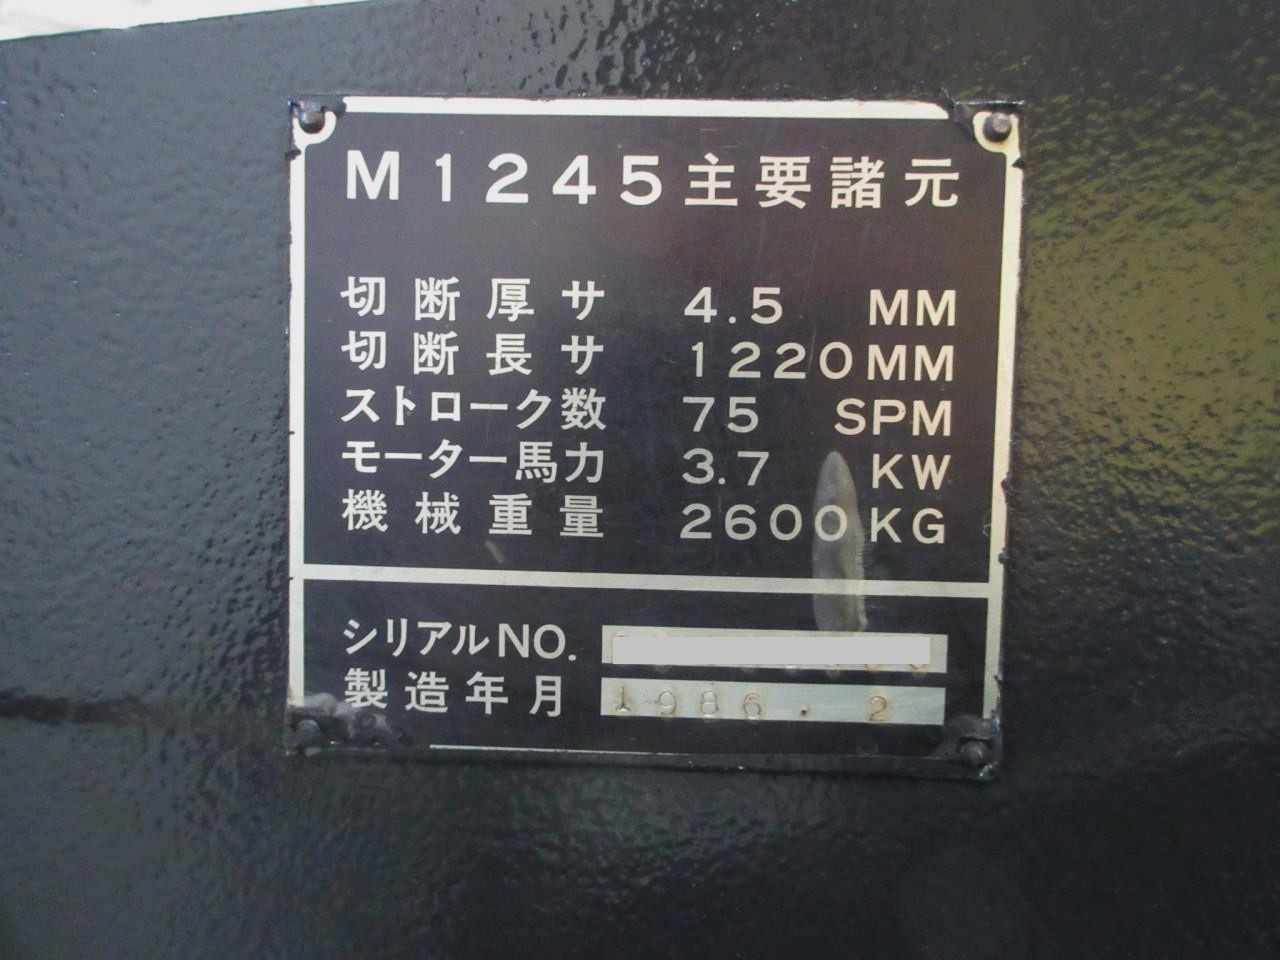 M1245主要諸元
切断厚サ 4.5 MM
切断長サ 1220MM
ストローク数 75 SPM
モーター馬力 3.7 KW
機械重量 2600KG
シリアルNO.
製造年月 1986.2